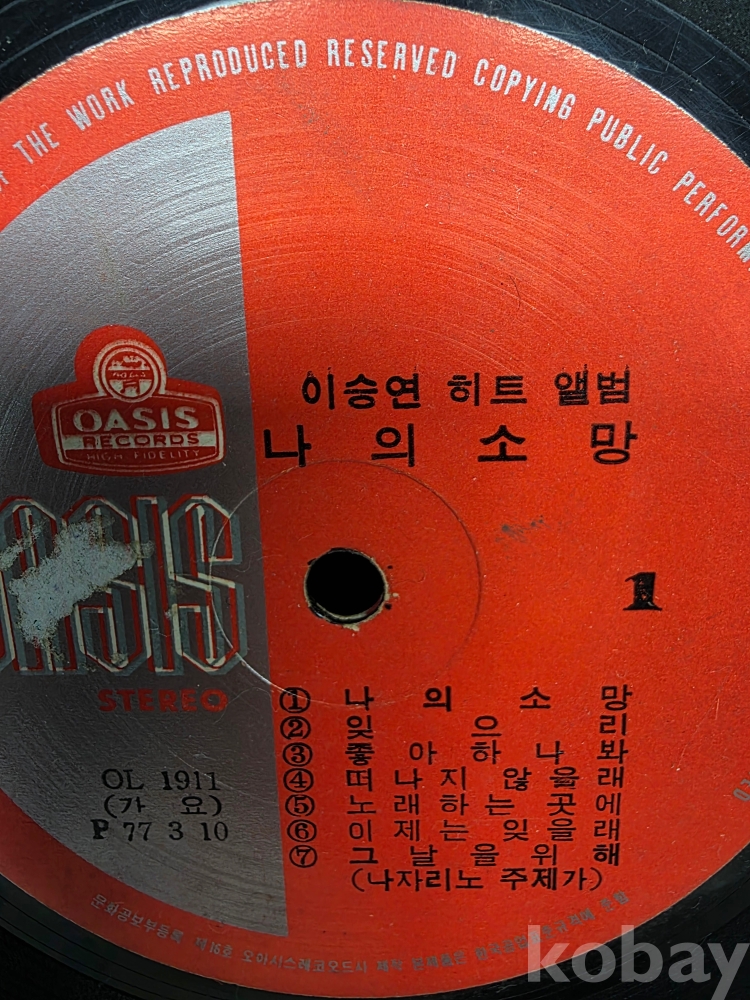 THE WORK REPRODUCED RESERVED COPYING PUBLIC
이승연 히트 앨범
나의소망
OASIS
RECORDS
HIGH FIDELITY
OASIS
1
STEREO
① 나의소망
② 잊으리
③ 좋아하나봐
④ 떠나지 않을래
⑤ 노래하는 곳에
⑥ 이제는 잊을래
⑦ 그날을위해
(나자리노 주제가)
OL 1911
(가요)
P 77 3 10
kobay